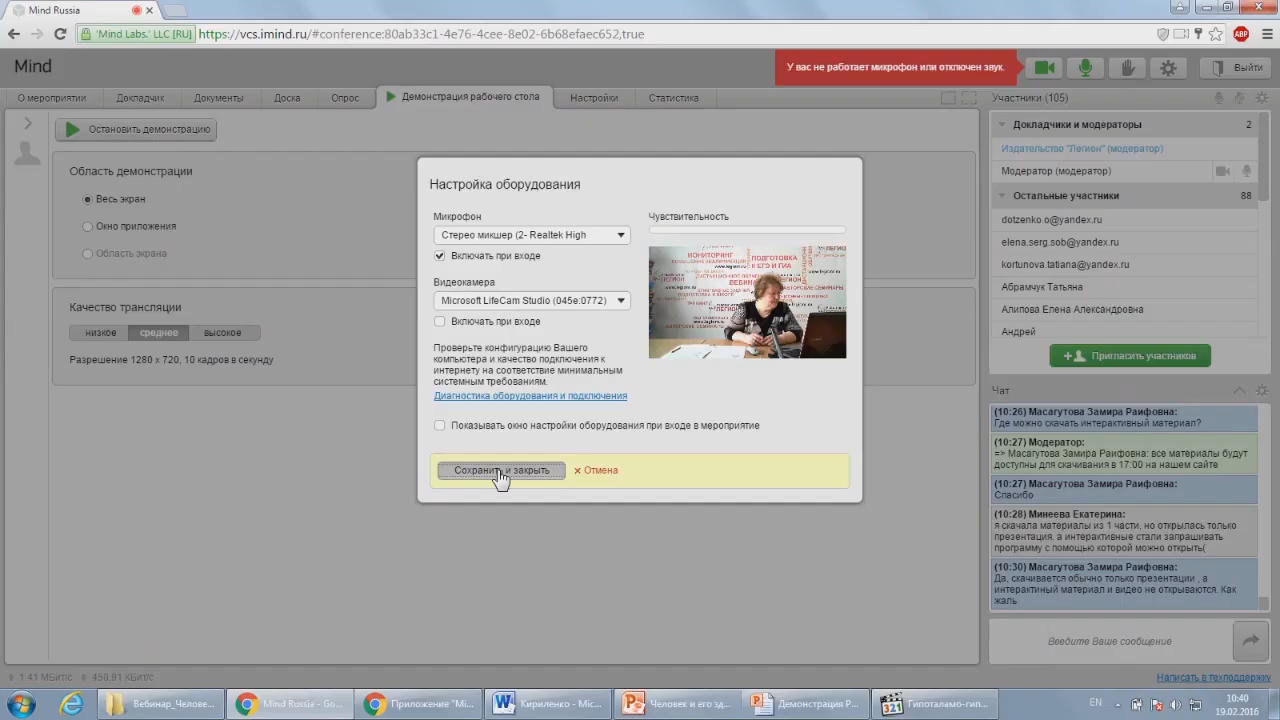 Mind Russia
'Mind Labs.' LLC [RU]
https://vcs.imind.ru/#conference:80ab33c1-4e76-4cee-8e02-6b68efaec652,true
ABP
Mind
У вас не работает микрофон или отключен звук.
Выйти
О мероприятии
Докладчик
Документы
Доска
Опрос
Демонстрация рабочего стола
Настройки
Статистика
Остановить демонстрацию
Область демонстрации
Весь экран
Окно приложения
Область экрана
Качество трансляции
низкое
среднее
высокое
Разрешение 1280 x 720, 10 кадров в секунду
Настройка оборудования
Микрофон
Стерео микшер (2- Realtek High
Включать при входе
Видеокамера
Microsoft LifeCam Studio (045e:0772)
Включать при входе
Проверьте конфигурацию Вашего
компьютера и качество подключения к
интернету на соответствие минимальным
системным требованиям.
Диагностика оборудования и подключения
Показывать окно настройки оборудования при входе в мероприятие
Сохранить и закрыть
Отмена
Чувствительность
МОНИТОРИНГ
ПОДГОТОВКА
К ЕГЭ И ГИА
Участники (105)
Докладчики и модераторы 2
Издательство "Легион" (модератор)
Модератор (модератор)
Остальные участники 88
dotzenko.o@yandex.ru
elena.serg.sob@yandex.ru
kortunova.tatiana@yandex.ru
Абрамчук Татьяна
Алипова Елена Александровна
Андрей
Пригласить участников
Чат
(10:26) Масагутова Замира Раифовна:
Где можно скачать интерактивный материал?
(10:27) Модератор:
=> Масагутова Замира Раифовна: все материалы будут
доступны для скачивания в 17:00 на нашем сайте
(10:27) Масагутова Замира Раифовна:
Спасибо
(10:28) Минеева Екатерина:
я скачала материалы из 1 части, но открылась только
презентация. а интерактивные стали запрашивать
программу с помощью которой можно открыть(
(10:30) Масагутова Замира Раифовна:
Да, скачивается обычно только презентации , а
интерактиный материал и видео не открываются. Как
жаль
Введите Ваше сообщение
1.41 МБит/с
450.91 КБит/с
Написать в техподдержку
Вебинар_Челове...
Mind Russia - Go...
Приложение "Mi...
Кириленко - Mic...
Человек и его зд...
Демонстрация P...
321
Гипоталамо-гип...
EN
10:40
19.02.2016